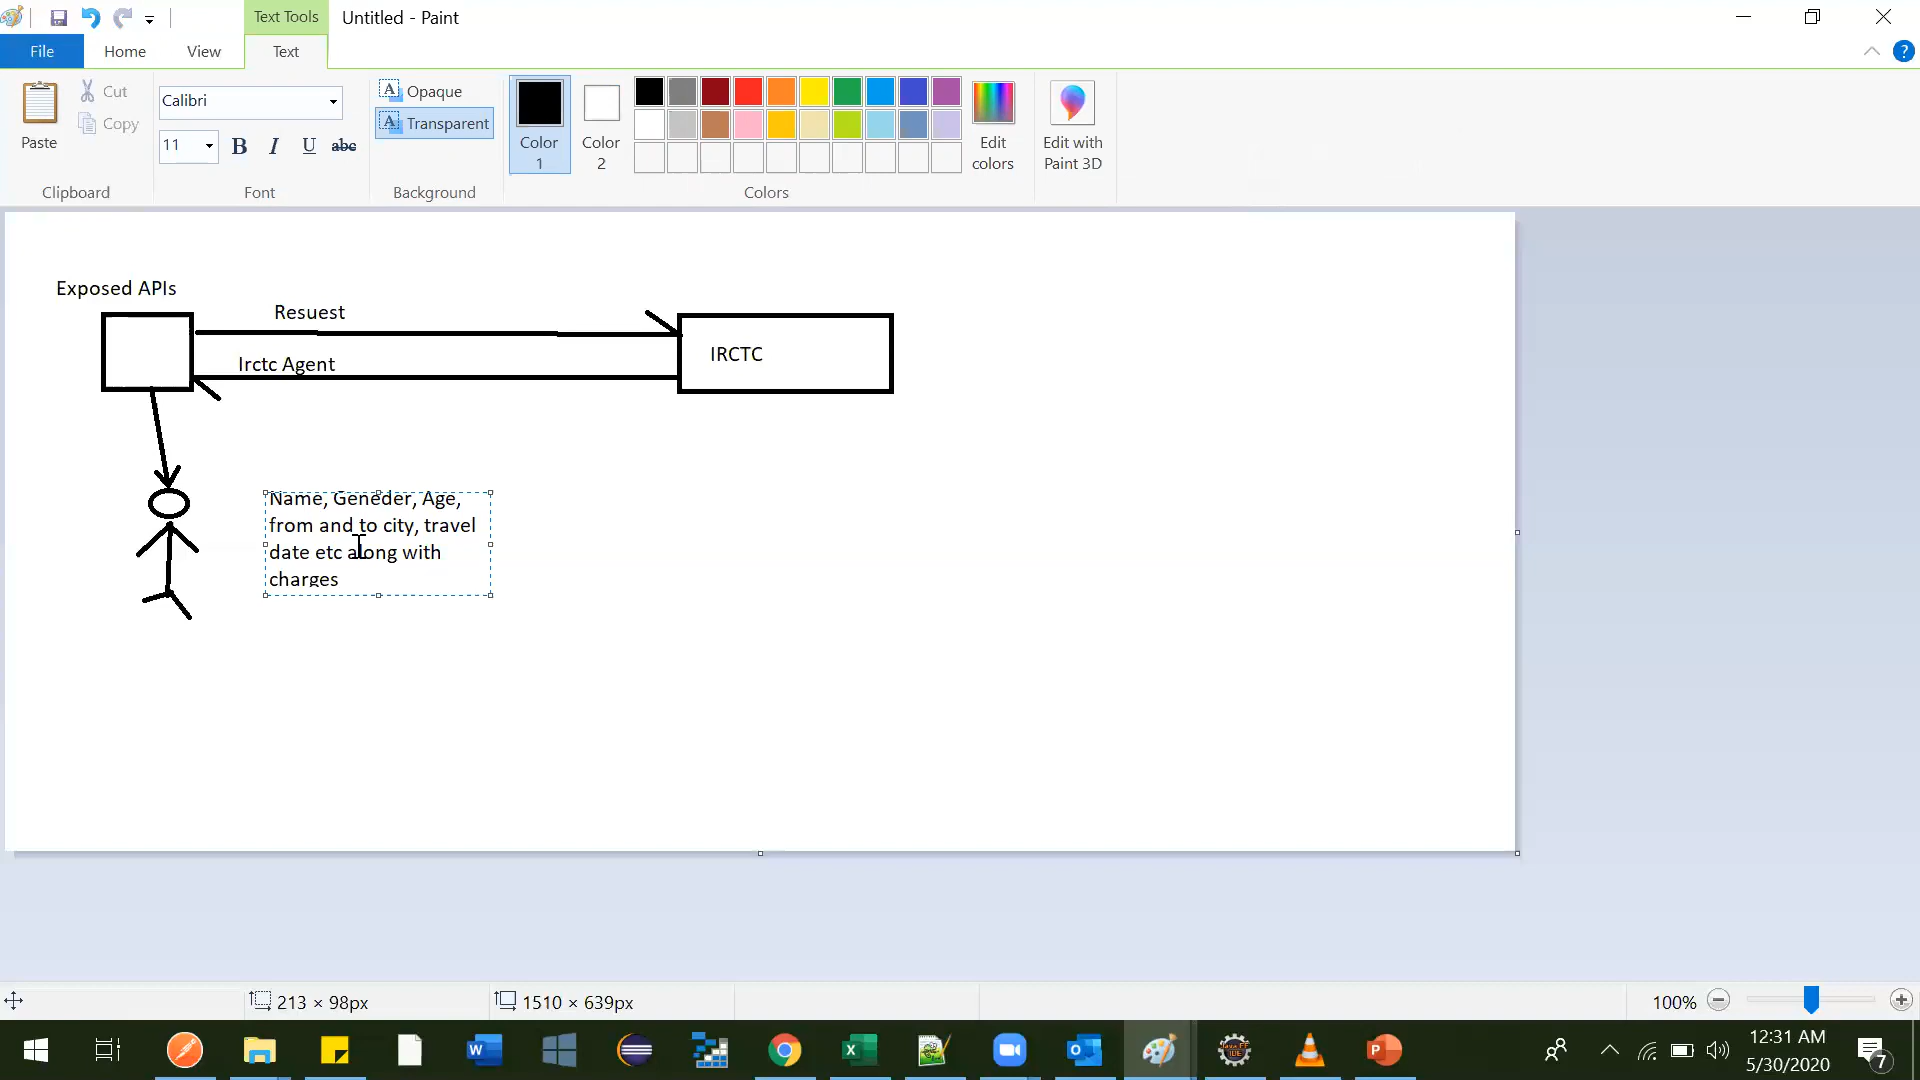 Text Tools
Untitled - Paint
File
Home
View
Text
?
Paste
Cut
Copy
Clipboard
Calibri
11
B I U abc
Font
A Opaque
A Transparent
Background
Color
1
Color
2
Colors
Edit
colors
Edit with
Paint 3D
Exposed APIs
Resuest
Irctc Agent
IRCTC
Name, Geneder, Age,
from and to city, travel
date etc along with
charges
213 × 98px
1510 × 639px
100%
12:31 AM
5/30/2020
7